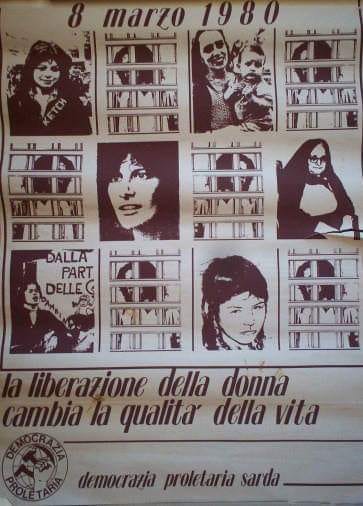 8 marzo 1980
KETCH
DALLA
PART
DELLE
la liberazione della donna
cambia la qualita' della vita
DEMOCRAZIA
PROLETARIA
democrazia proletaria sarda